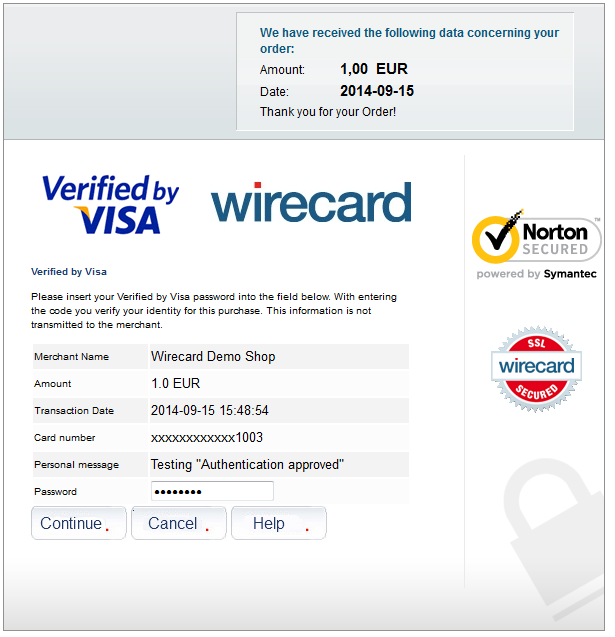 We have received the following data concerning your
order:
Amount: 1,00 EUR
Date: 2014-09-15
Thank you for your Order!
Verified by
VISA
wirecard
Norton™
SECURED
powered by Symantec
SSL
wirecard
SECURED
Verified by Visa
Please insert your Verified by Visa password into the field below. With entering
the code you verify your identity for this purchase. This information is not
transmitted to the merchant.
Merchant Name Wirecard Demo Shop
Amount 1.0 EUR
Transaction Date 2014-09-15 15:48:54
Card number xxxxxxxxxxxx1003
Personal message Testing "Authentication approved"
Password ••••••••
Continue Cancel Help